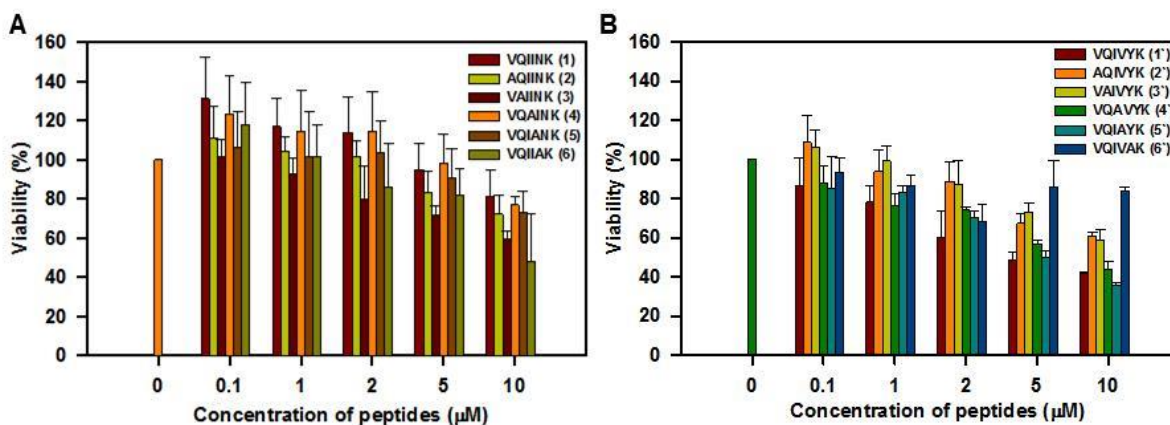 A
160
140
120
100
80
60
40
20
0
Viability (%)
VQIINK (1)
AQIINK (2)
VAIINK (3)
VQAINK (4)
VQIANK (5)
VQIIAK (6)
0 0.1 1 2 5 10
Concentration of peptides (μM)
B
160
140
120
100
80
60
40
20
0
Viability (%)
VQIVYK (1`)
AQIVYK (2`)
VAIVYK (3`)
VQAVYK (4`
VQIAYK (5`)
VQIVAK (6`)
0 0.1 1 2 5 10
Concentration of peptides (μM)